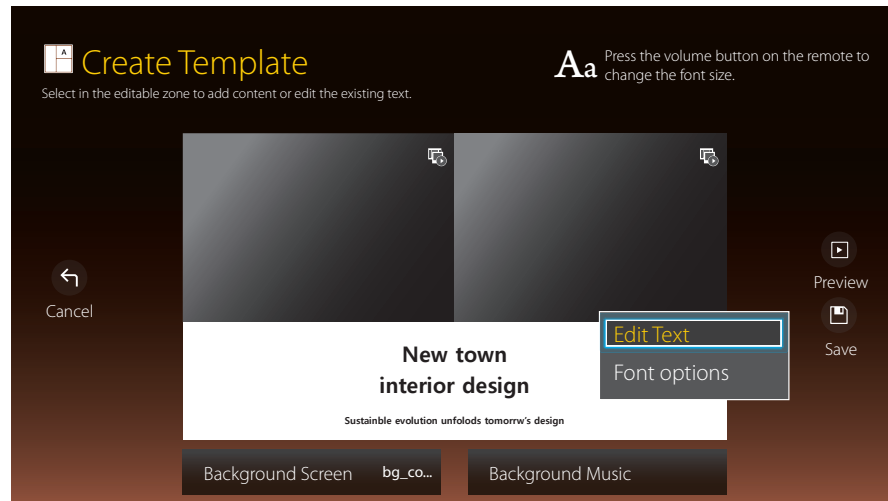 A
Create Template
Select in the editable zone to add content or edit the existing text.
Aa
Press the volume button on the remote to
change the font size.
Cancel
Preview
Save
New town
interior design
Sustainble evolution unfolods tomorrw's design
Edit Text
Font options
Background Screen bg_co...
Background Music